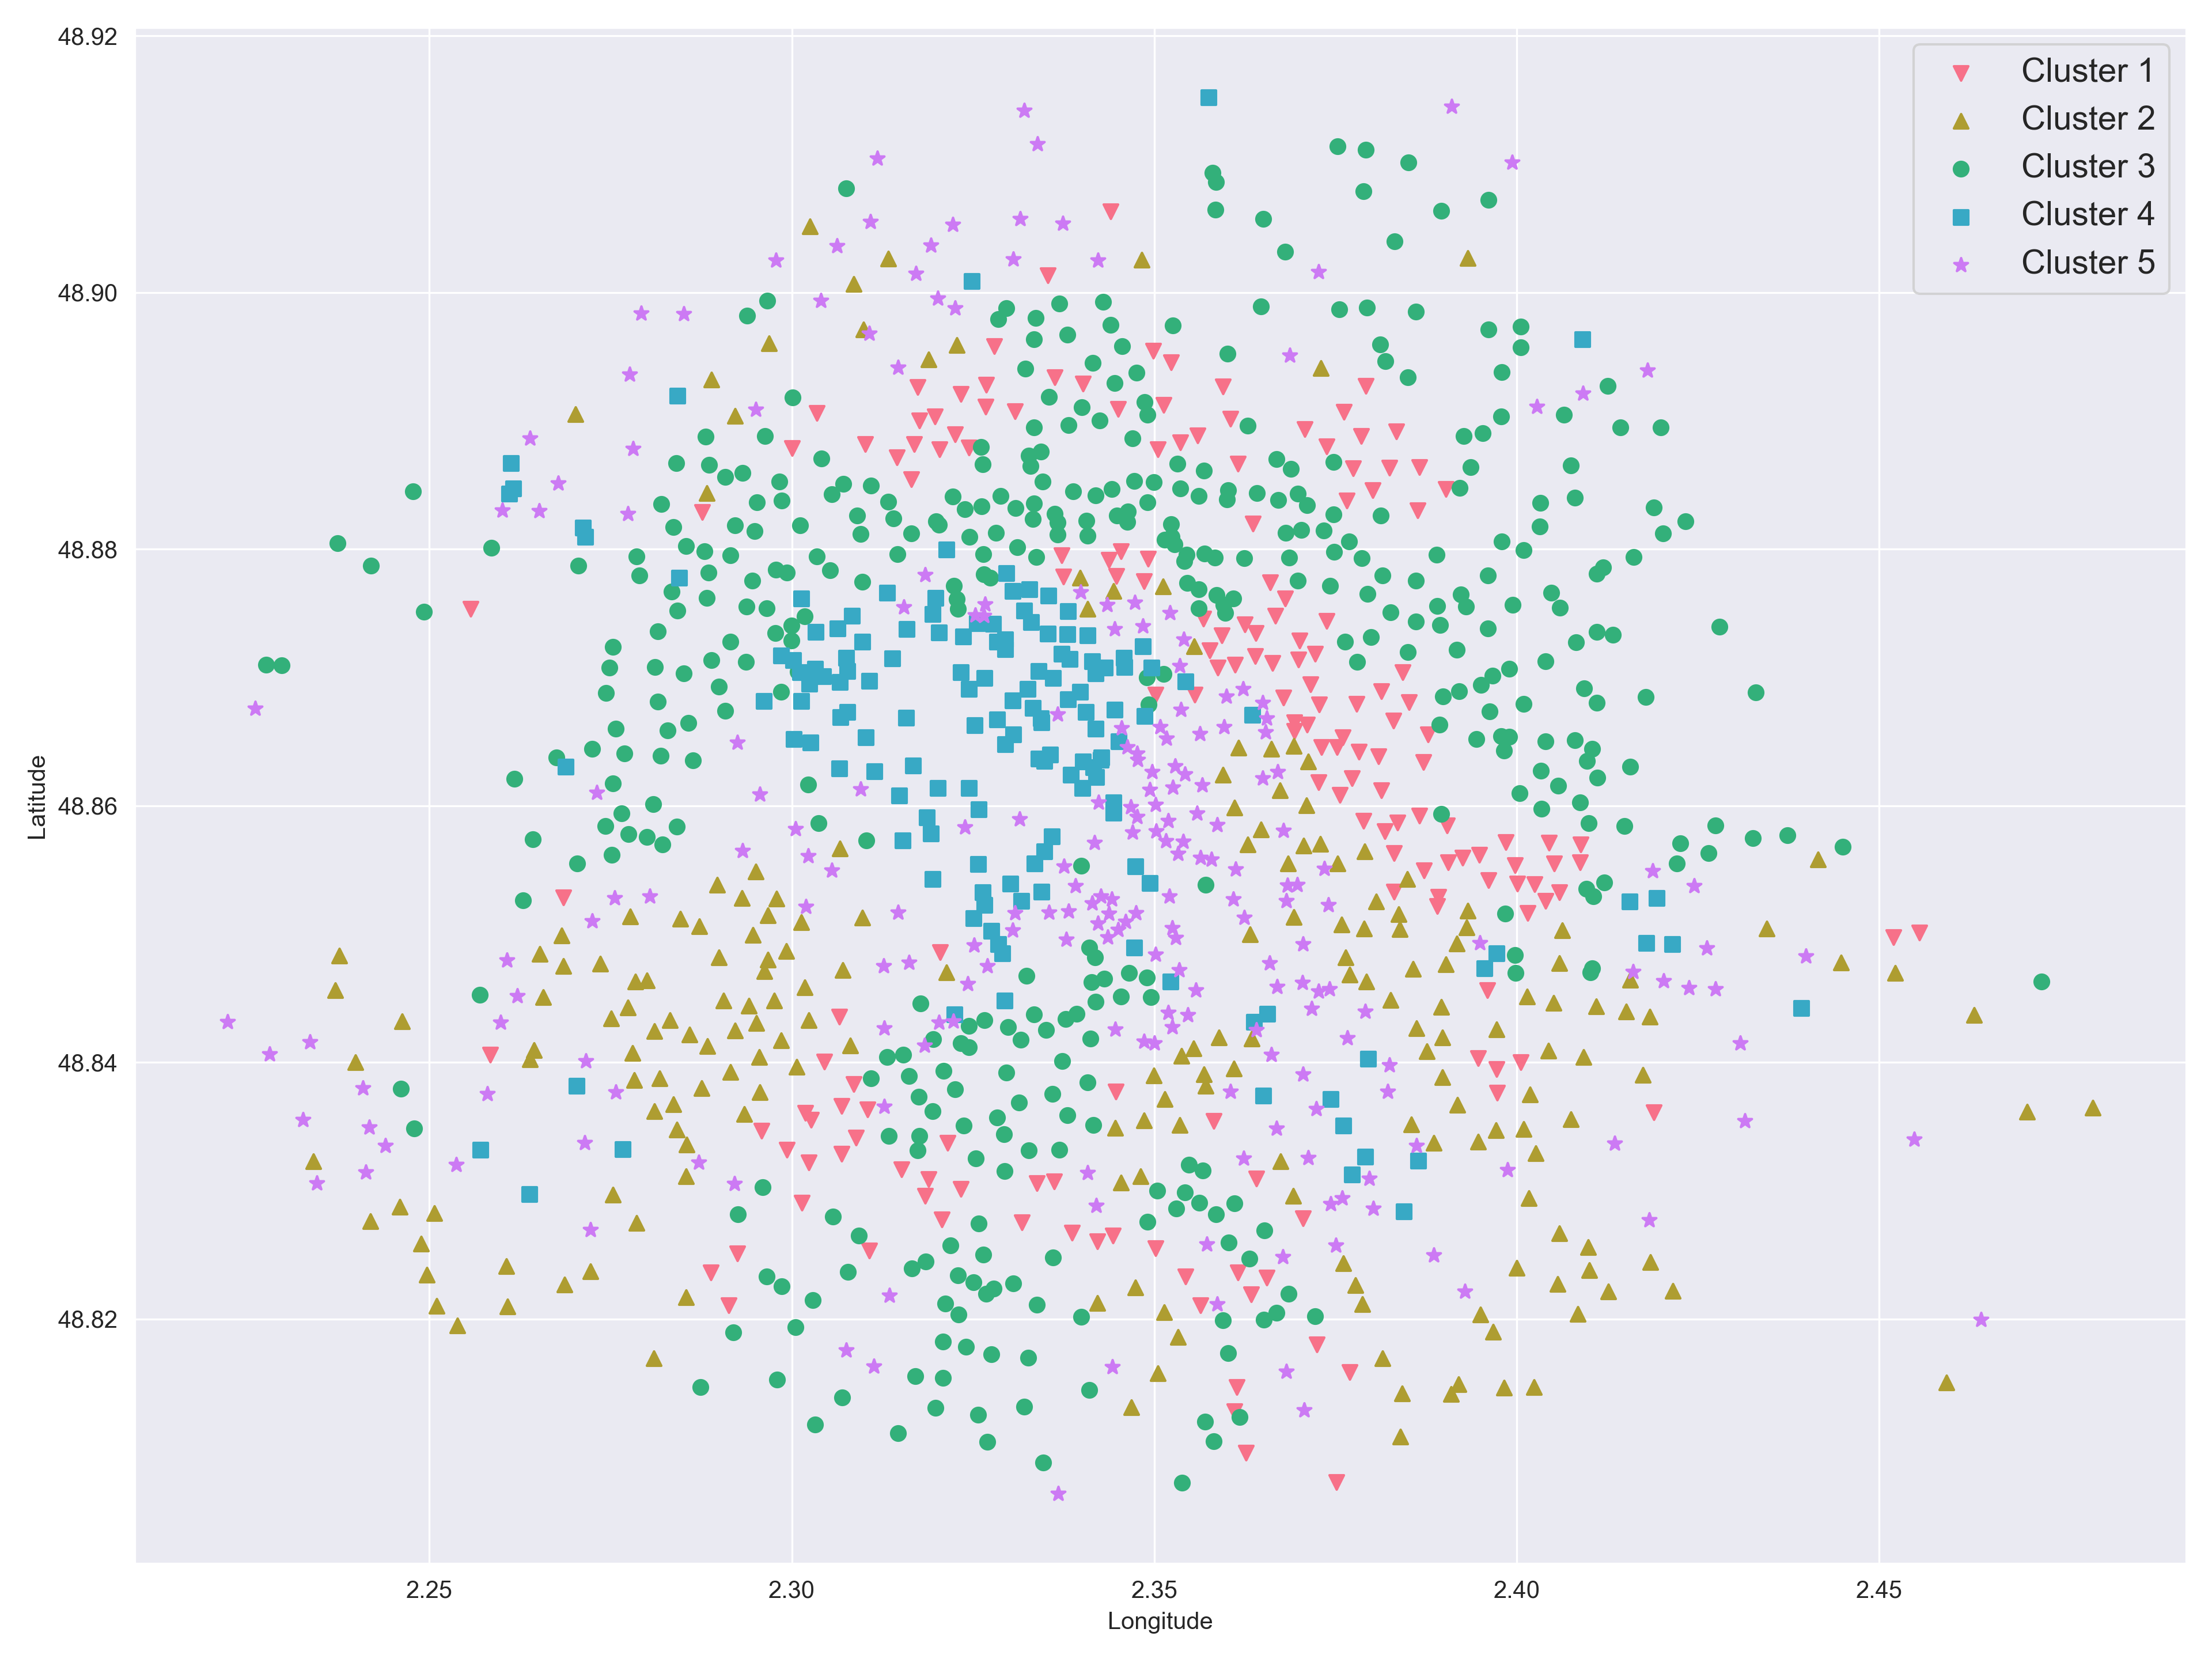 48.92
48.90
48.88
48.86
48.84
48.82
Latitude
2.25
2.30
2.35
2.40
2.45
Longitude
Cluster 1
Cluster 2
Cluster 3
Cluster 4
Cluster 5